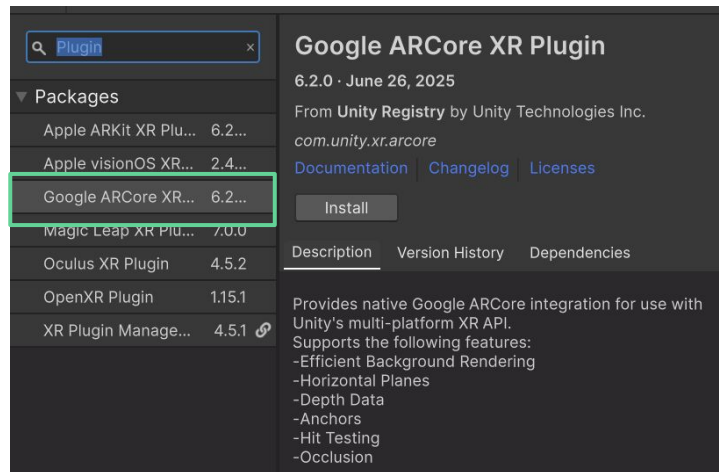 Plugin ×
Packages
Apple ARKit XR Plu... 6.2...
Apple visionOS XR... 2.4...
Google ARCore XR... 6.2...
Magic Leap XR Plu... 7.0.0
Oculus XR Plugin 4.5.2
OpenXR Plugin 1.15.1
XR Plugin Manage... 4.5.1
Google ARCore XR Plugin
6.2.0 · June 26, 2025
From Unity Registry by Unity Technologies Inc.
com.unity.xr.arcore
Documentation Changelog Licenses
Install
Description Version History Dependencies
Provides native Google ARCore integration for use with
Unity's multi-platform XR API.
Supports the following features:
-Efficient Background Rendering
-Horizontal Planes
-Depth Data
-Anchors
-Hit Testing
-Occlusion